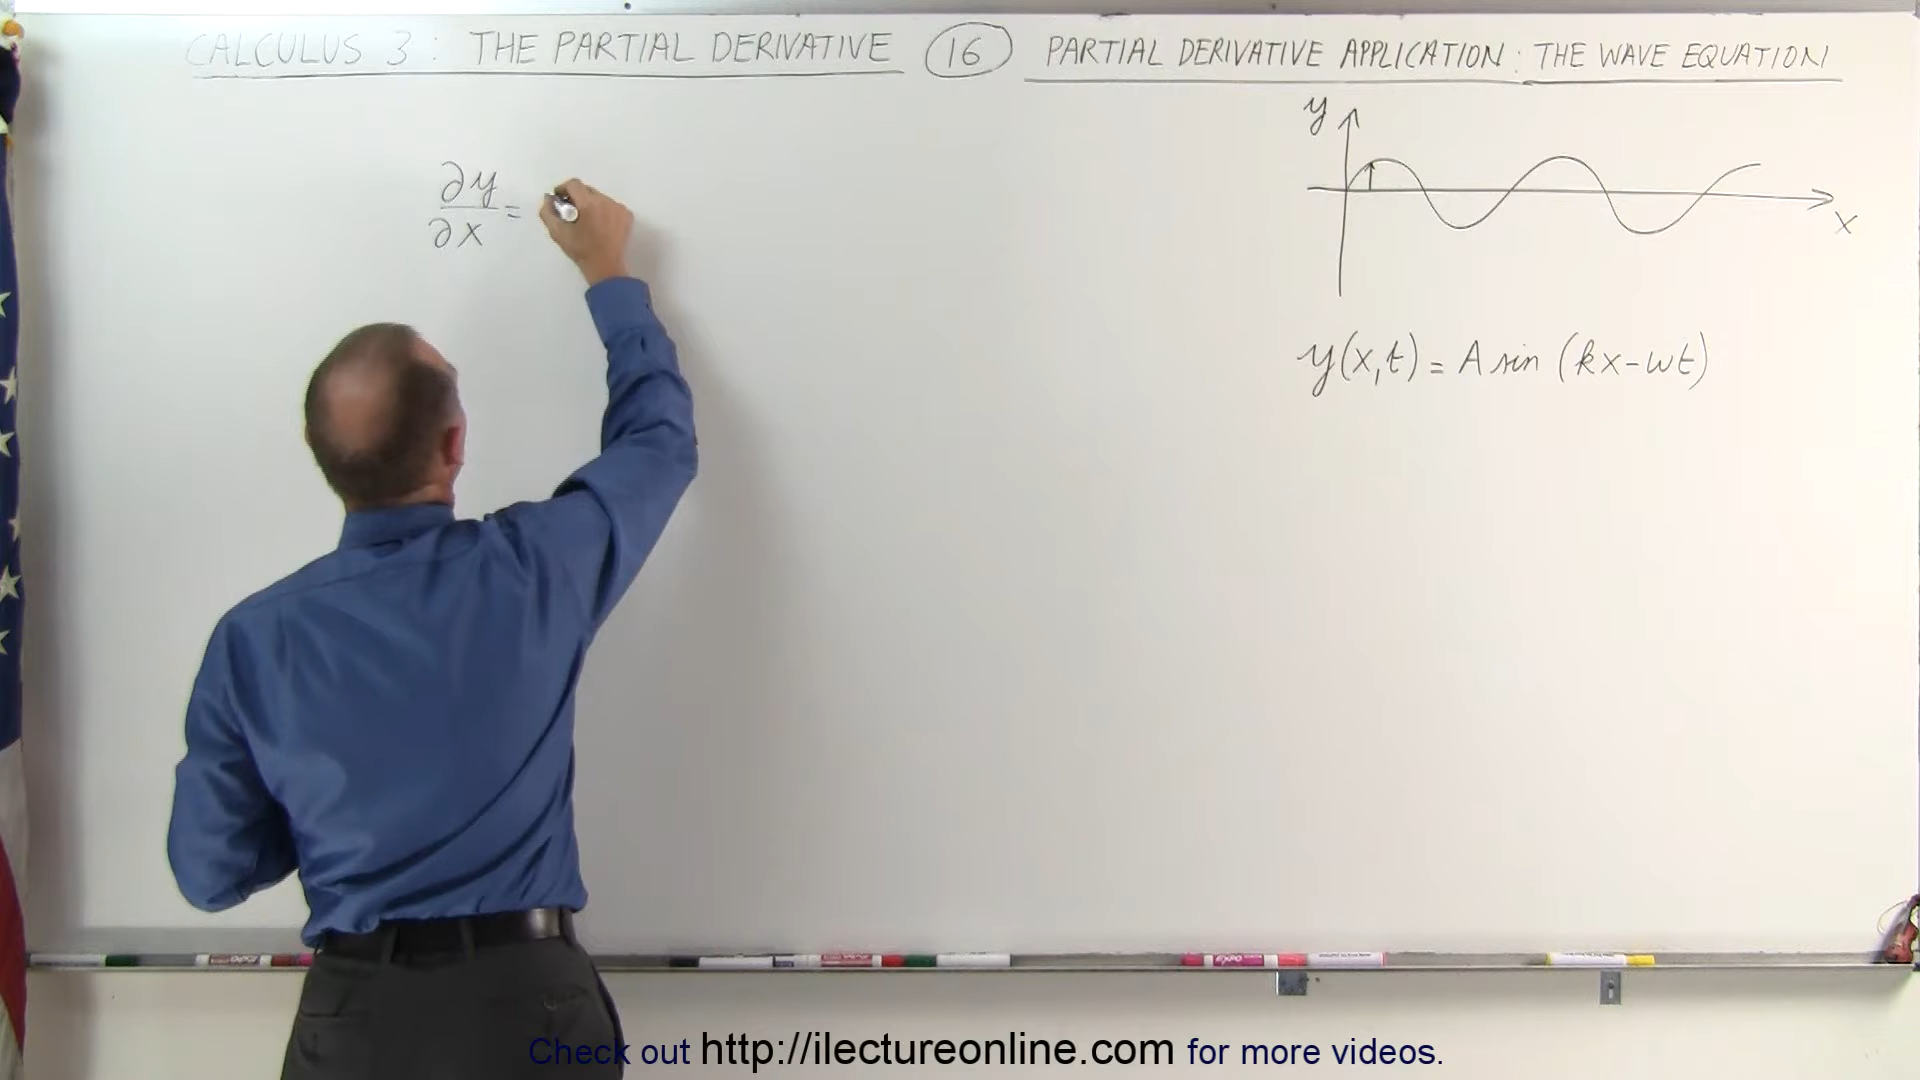 CALCULUS 3 : THE PARTIAL DERIVATIVE 16 PARTIAL DERIVATIVE APPLICATION : THE WAVE EQUATION
y
x
∂y
∂x =
y(x,t) = A sin (kx-ωt)
Check out http://ilectureonline.com for more videos.